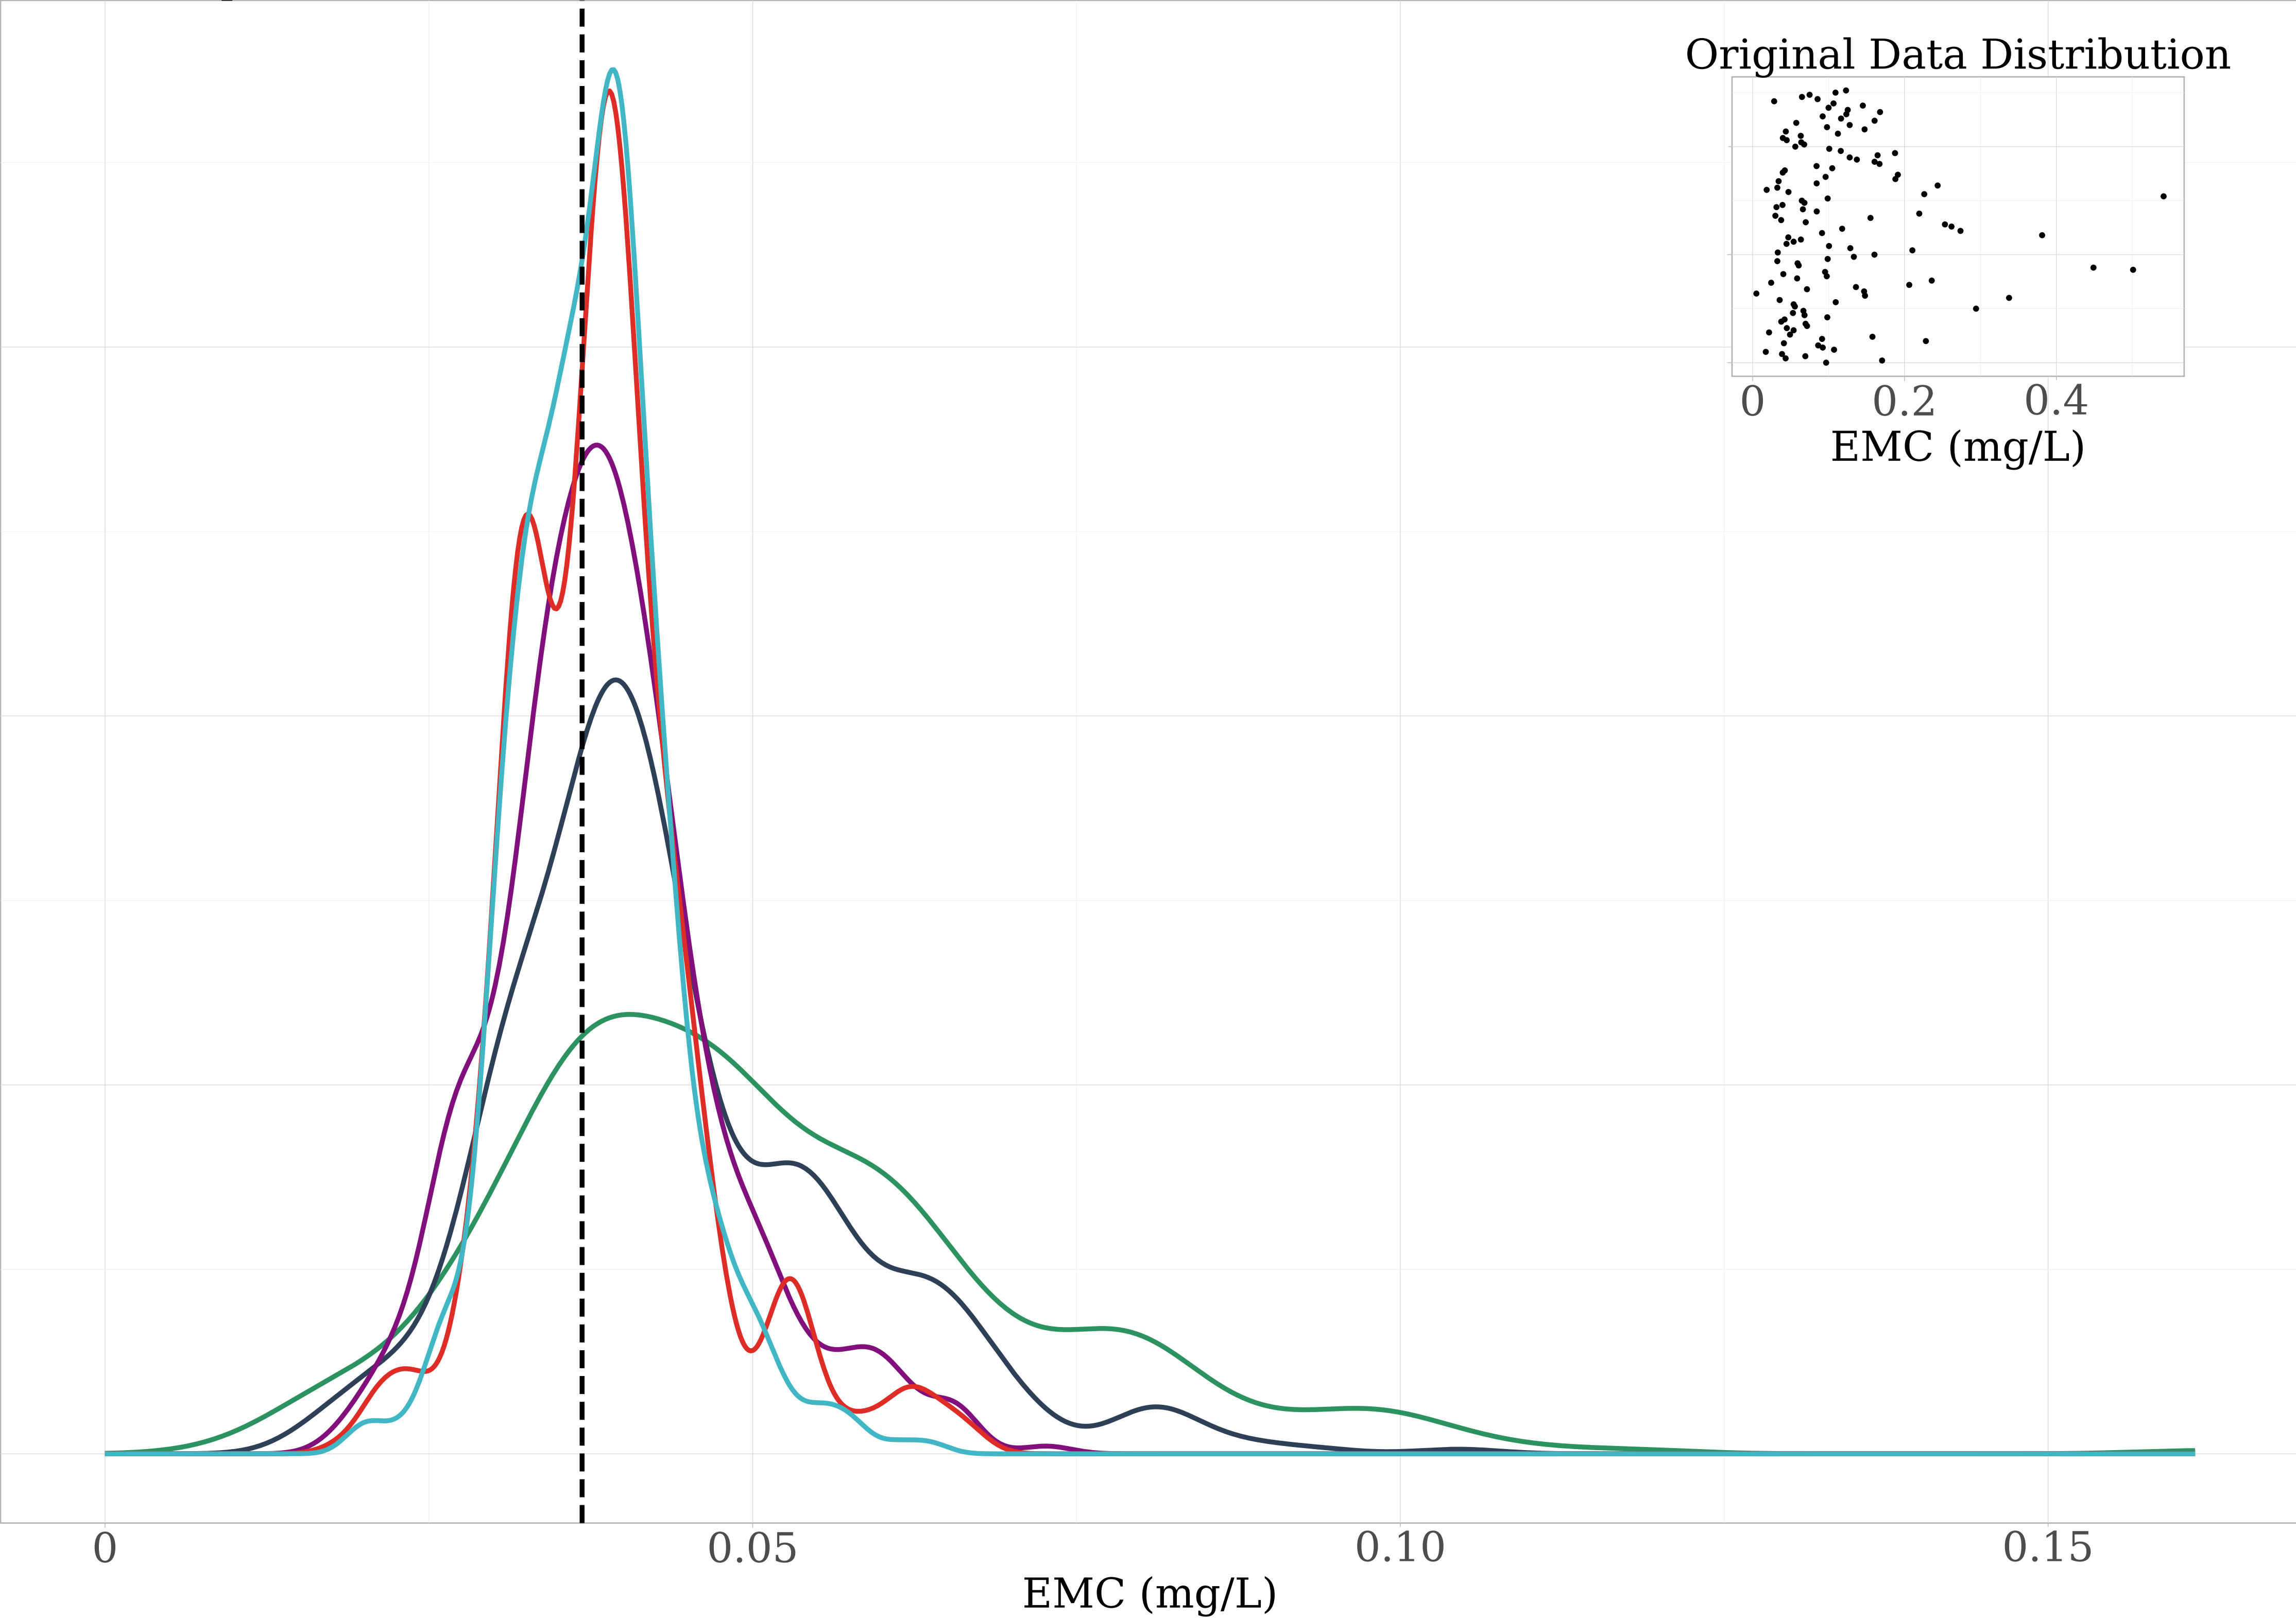 Original Data Distribution
0 0.2 0.4
EMC (mg/L)
0 0.05 0.10 0.15
EMC (mg/L)